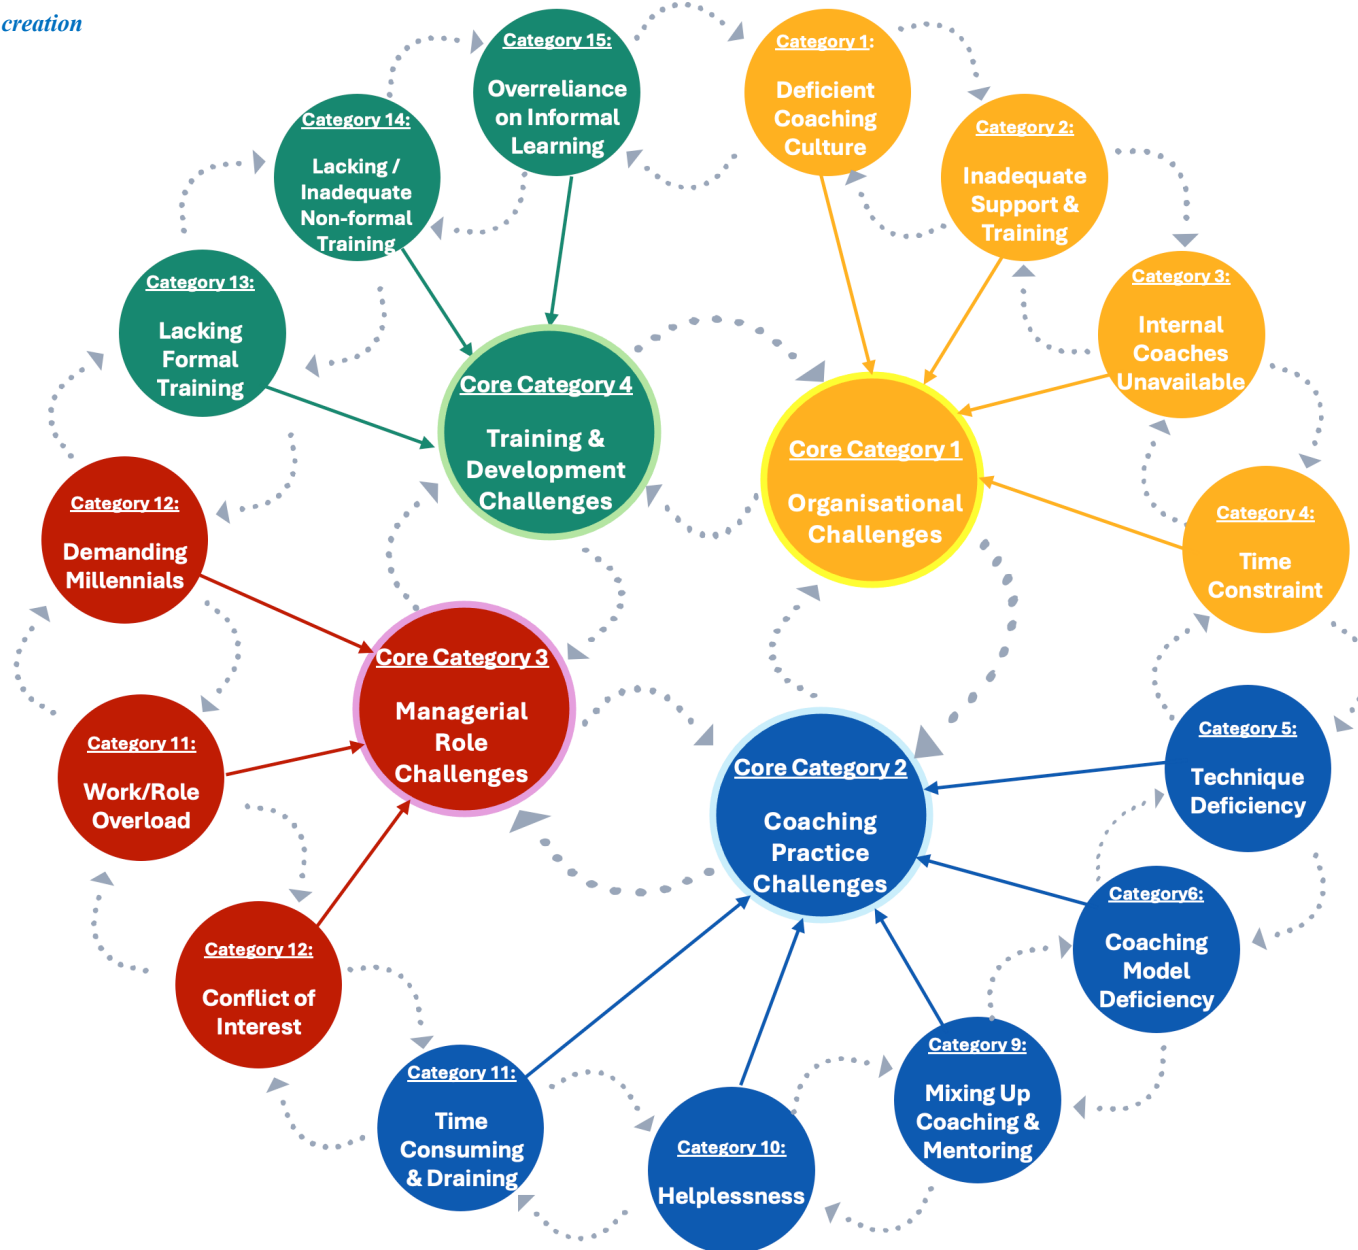 creation
Category 15:
Overreliance
on Informal
Learning
Category 1:
Deficient
Coaching
Culture
Category 14:
Lacking /
Inadequate
Non-formal
Training
Category 2:
Inadequate
Support &
Training
Category 13:
Lacking
Formal
Training
Category 3:
Internal
Coaches
Unavailable
Core Category 4
Training &
Development
Challenges
Core Category 1
Organisational
Challenges
Category 12:
Demanding
Millennials
Category 4:
Time
Constraint
Core Category 3
Managerial
Role
Challenges
Category 11:
Work/Role
Overload
Core Category 2
Coaching
Practice
Challenges
Category 5:
Technique
Deficiency
Category6:
Coaching
Model
Deficiency
Category 12:
Conflict of
Interest
Category 11:
Time
Consuming
& Draining
Category 10:
Helplessness
Category 9:
Mixing Up
Coaching &
Mentoring